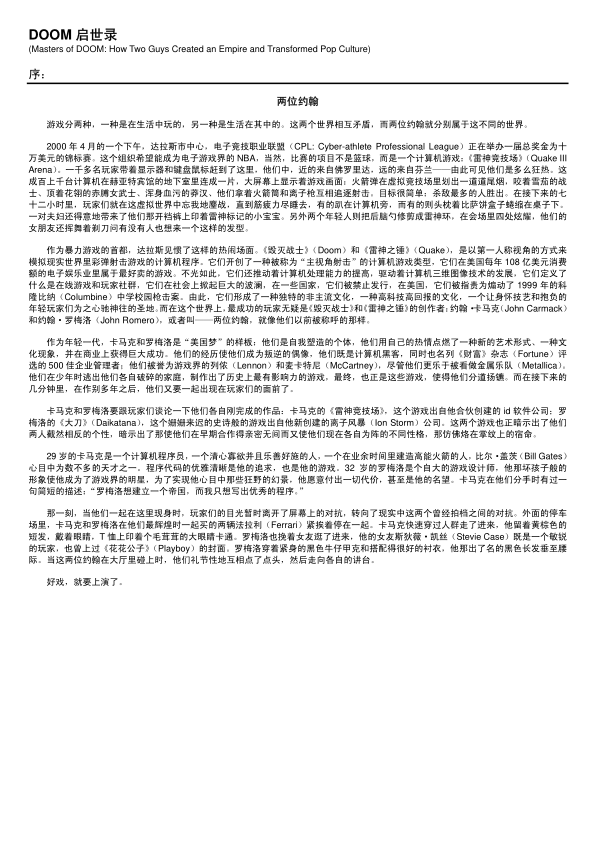 DOOM 启世录
(Masters of DOOM: How Two Guys Created an Empire and Transformed Pop Culture)
序：
两位约翰
游戏分两种，一种是在生活中玩的，另一种是生活在其中的。这两个世界相互矛盾，而两位约翰就分别属于这不同的世界。
2000 年 4 月的一个下午，达拉斯市中心，电子竞技职业联盟（CPL: Cyber-athlete Professional League）正在举办一届总奖金为十
万美元的锦标赛。这个组织希望能成为电子游戏界的 NBA，当然，比赛的项目不是篮球，而是一个计算机游戏：《雷神竞技场》（Quake III
Arena）。一千多名玩家带着显示器和键盘鼠标赶到了这里，他们中，近的来自佛罗里达，远的来自芬兰——由此可见他们是多么狂热。这
成百上千台计算机在赫亚特宾馆的地下室里连成一片，大屏幕上显示着游戏画面：火箭弹在虚拟竞技场里划出一道道尾烟，咬着雪茄的战
士、顶着花翎的赤膊女武士、浑身血污的莽汉，他们拿着火箭筒和离子枪互相追逐射击。目标很简单：杀敌最多的人胜出。在接下来的七
十二小时里，玩家们就在这虚拟世界中忘我地鏖战，直到筋疲力尽睡去，有的趴在计算机旁，而有的则头枕着比萨饼盒子蜷缩在桌子下。
一对夫妇还得意地带来了他们那开裆裤上印着雷神标记的小宝宝。另外两个年轻人则把后脑勺修剪成雷神环，在会场里四处炫耀，他们的
女朋友还挥舞着剃刀问有没有人也想来一个这样的发型。
作为暴力游戏的首都，达拉斯见惯了这样的热闹场面。《毁灭战士》（Doom）和《雷神之锤》（Quake），是以第一人称视角的方式来
模拟现实世界里彩弹射击游戏的计算机程序。它们开创了一种被称为“主视角射击”的计算机游戏类型，它们在美国每年 108 亿美元消费
额的电子娱乐业里属于最好卖的游戏。不光如此，它们还推动着计算机处理能力的提高，驱动着计算机三维图像技术的发展，它们定义了
什么是在线游戏和玩家社群，它们在社会上掀起巨大的波澜，在一些国家，它们被禁止发行，在美国，它们被指责为煽动了 1999 年的科
隆比纳（Columbine）中学校园枪击案。由此，它们形成了一种独特的非主流文化，一种高科技高回报的文化，一个让身怀技艺和抱负的
年轻玩家们为之心驰神往的圣地。而在这个世界上，最成功的玩家无疑是《毁灭战士》和《雷神之锤》的创作者：约翰·卡马克（John Carmack）
和约翰·罗梅洛（John Romero），或者叫——两位约翰，就像他们以前被称呼的那样。
作为年轻一代，卡马克和罗梅洛是“美国梦”的样板：他们是自我塑造的个体，他们用自己的热情点燃了一种新的艺术形式、一种文
化现象，并在商业上获得巨大成功。他们的经历使他们成为叛逆的偶像，他们既是计算机黑客，同时也名列《财富》杂志（Fortune）评
选的 500 佳企业管理者；他们被誉为游戏界的列侬（Lennon）和麦卡特尼（McCartney），尽管他们更乐于被看做金属乐队（Metallica）。
他们在少年时逃出他们各自破碎的家庭，制作出了历史上最有影响力的游戏，最终，也正是这些游戏，使得他们分道扬镳。而在接下来的
几分钟里，在作别多年之后，他们又要一起出现在玩家们的面前了。
卡马克和罗梅洛要跟玩家们谈论一下他们各自刚完成的作品：卡马克的《雷神竞技场》，这个游戏出自他合伙创建的 id 软件公司；罗
梅洛的《大刀》（Daikatana），这个姗姗来迟的史诗般的游戏出自他新创建的离子风暴（Ion Storm）公司。这两个游戏也正暗示出了他们
两人截然相反的个性，暗示出了那使他们在早期合作得亲密无间而又使他们现在各自为阵的不同性格，那仿佛烙在掌纹上的宿命。
29 岁的卡马克是一个计算机程序员，一个清心寡欲并且乐善好施的人，一个在业余时间里建造高能火箭的人，比尔·盖茨（Bill Gates）
心目中为数不多的天才之一。程序代码的优雅清晰是他的追求，也是他的游戏。32 岁的罗梅洛是个自大的游戏设计师，他那坏孩子般的
形象使他成为了游戏界的明星，为了实现他心目中那些狂野的幻景，他愿意付出一切代价，甚至是他的名望。卡马克在他们分手时有过一
句简短的描述：“罗梅洛想建立一个帝国，而我只想写出优秀的程序。”
那一刻，当他们一起在这里现身时，玩家们的目光暂时离开了屏幕上的对抗，转向了现实中这两个曾经拍档之间的对抗。外面的停车
场里，卡马克和罗梅洛在他们最辉煌时一起买的两辆法拉利（Ferrari）紧挨着停在一起。卡马克快速穿过人群走了进来，他留着黄棕色的
短发，戴着眼睛，T 恤上印着个毛茸茸的大眼睛卡通。罗梅洛也挽着女友逛了进来，他的女友斯狄薇·凯丝（Stevie Case）既是一个敏锐
的玩家，也曾上过《花花公子》（Playboy）的封面。罗梅洛穿着紧身的黑色牛仔甲克和搭配得很好的衬衣，他那出了名的黑色长发垂至腰
际。当这两位约翰在大厅里碰上时，他们礼节性地互相点了点头，然后走向各自的讲台。
好戏，就要上演了。